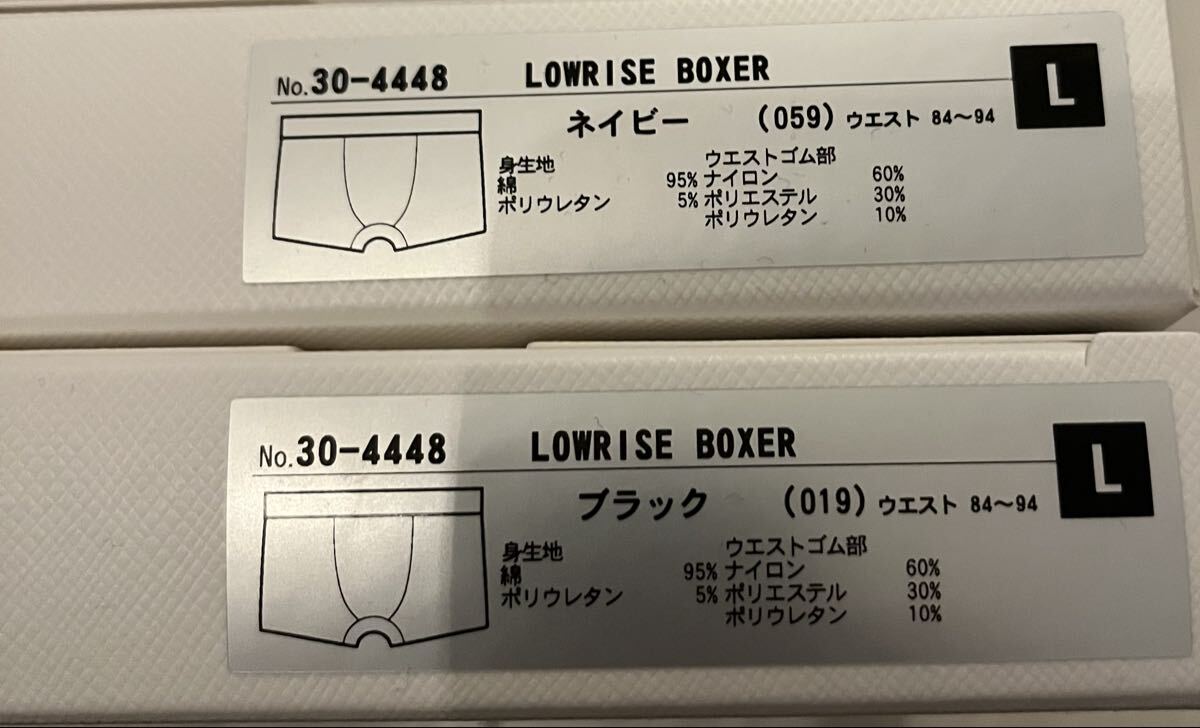 No.30-4448 LOWRISE BOXER L
ネイビー (059) ウエスト 84〜94
身生地 ウエストゴム部
綿 95% ナイロン 60%
ポリウレタン 5% ポリエステル 30%
ポリウレタン 10%
No.30-4448 LOWRISE BOXER L
ブラック (019) ウエスト 84〜94
身生地 ウエストゴム部
綿 95% ナイロン 60%
ポリウレタン 5% ポリエステル 30%
ポリウレタン 10%